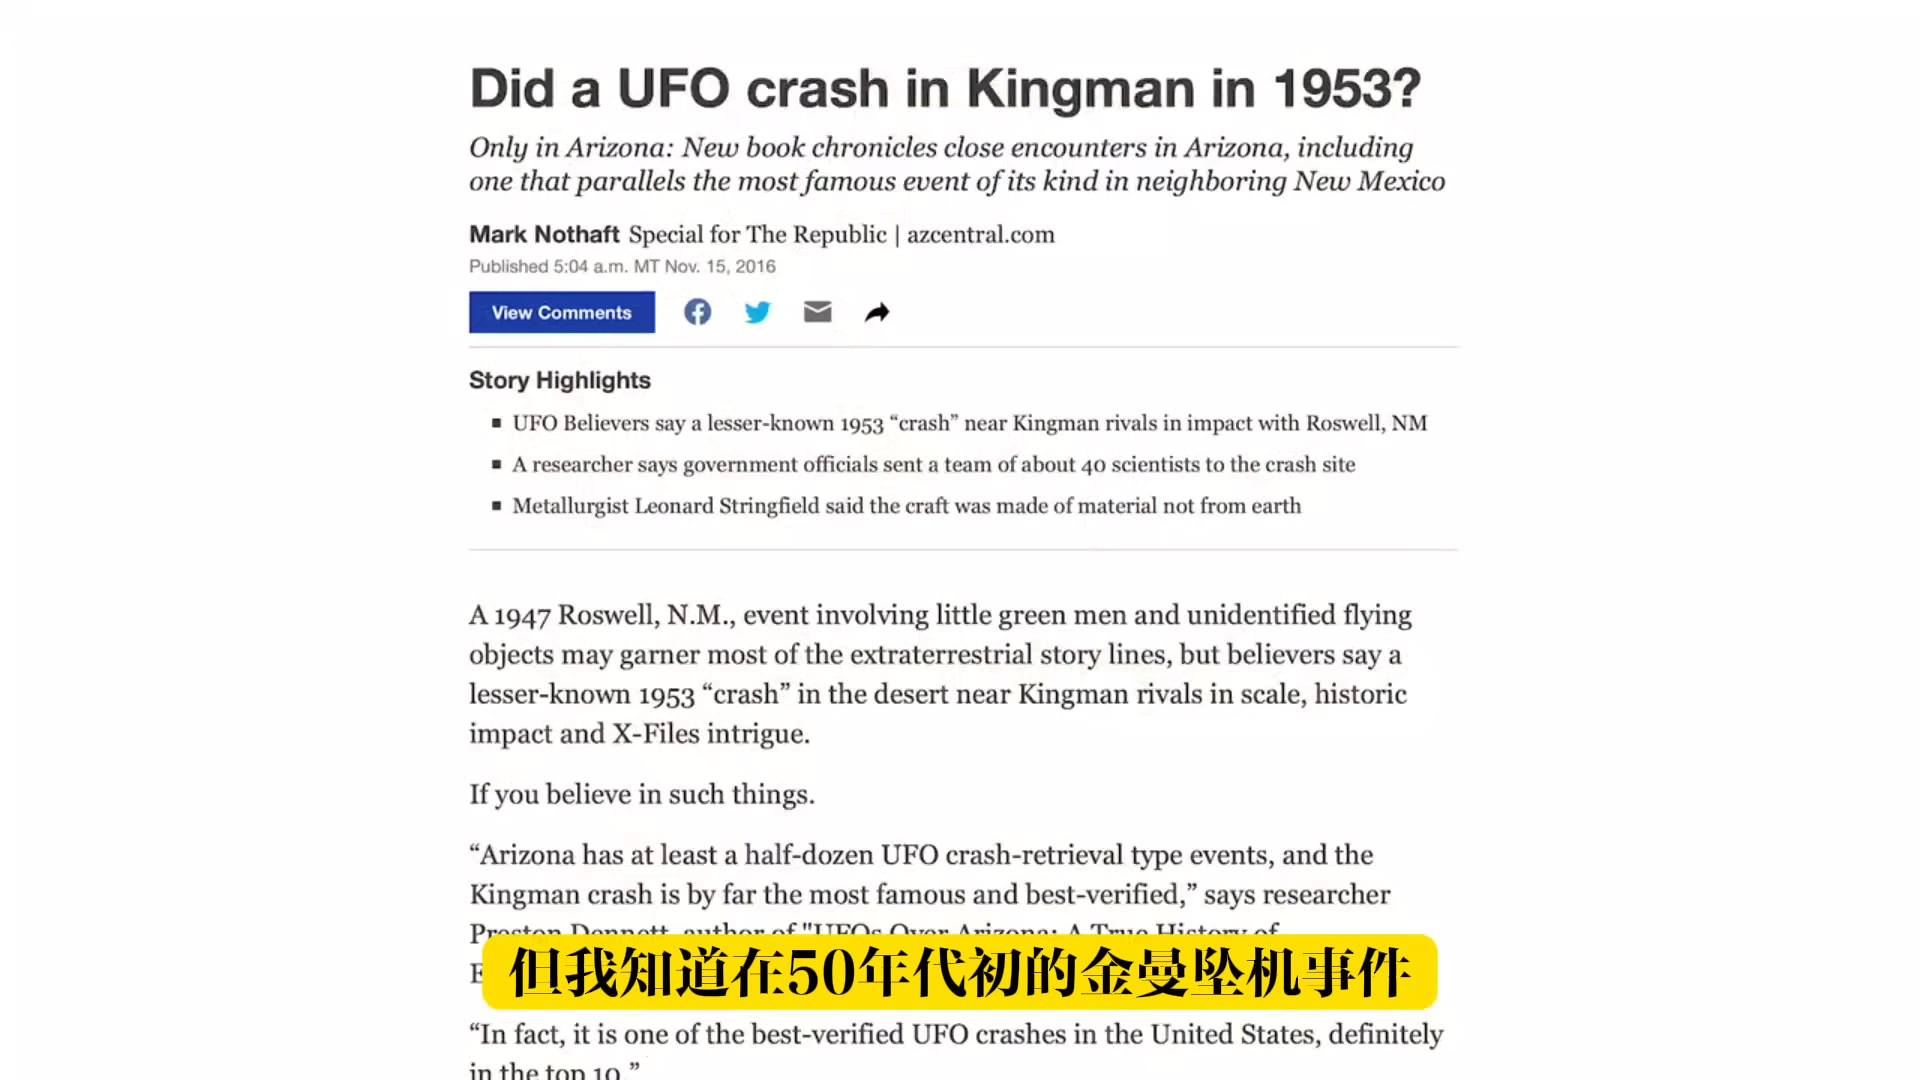 Did a UFO crash in Kingman in 1953?
Only in Arizona: New book chronicles close encounters in Arizona, including
one that parallels the most famous event of its kind in neighboring New Mexico
Mark Nothaft Special for The Republic | azcentral.com
Published 5:04 a.m. MT Nov. 15, 2016
View Comments
Story Highlights
▪ UFO Believers say a lesser-known 1953 “crash” near Kingman rivals in impact with Roswell, NM
▪ A researcher says government officials sent a team of about 40 scientists to the crash site
▪ Metallurgist Leonard Stringfield said the craft was made of material not from earth
A 1947 Roswell, N.M., event involving little green men and unidentified flying
objects may garner most of the extraterrestrial story lines, but believers say a
lesser-known 1953 “crash” in the desert near Kingman rivals in scale, historic
impact and X-Files intrigue.
If you believe in such things.
“Arizona has at least a half-dozen UFO crash-retrieval type events, and the
Kingman crash is by far the most famous and best-verified,” says researcher
Preston Dennett, author of "UFOs Over Arizona: A True History of
但我知道在50年代初的金曼坠机事件
“In fact, it is one of the best-verified UFO crashes in the United States, definitely
in the top 10.”